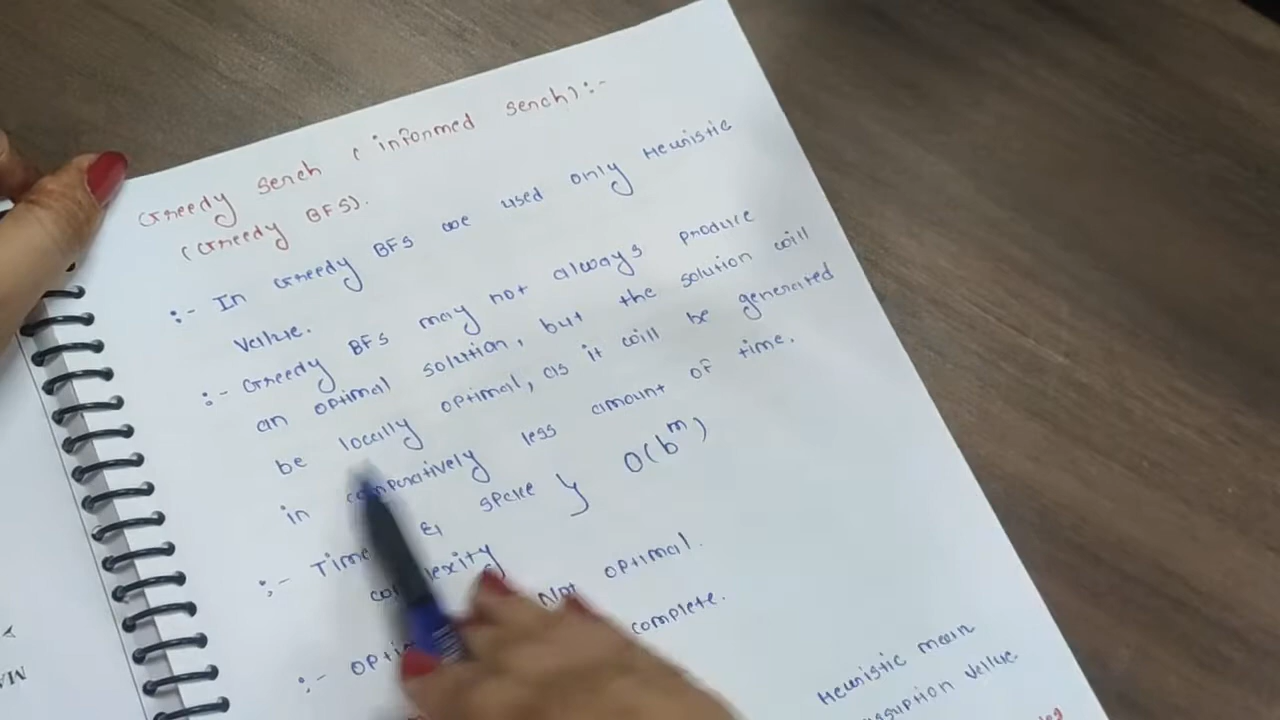 Greedy Serch (informed serch):-
(Greedy BFS).
:- In Greedy BFS we used only Heuristic
Value.
:- Greedy BFS may not always produce
an optimal solution, but the solution will
be locally optimal, as it will be generated
in comparatively less amount of time.
:- Time & space } O(b^m)
complexity
:- Not optimal.
complete.
Heuristic mean
value